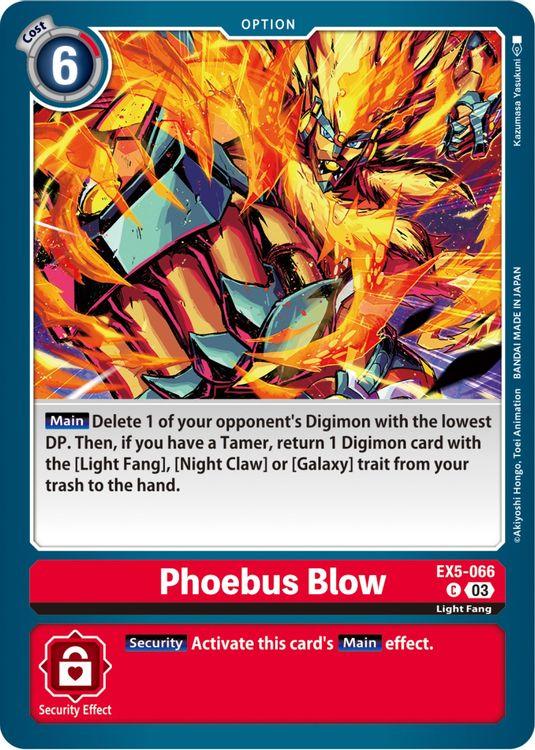 OPTION
Cost
6
Kazumasa Yasukuni
©Akiyoshi Hongo, Toei Animation BANDAI MADE IN JAPAN
Main Delete 1 of your opponent's Digimon with the lowest
DP. Then, if you have a Tamer, return 1 Digimon card with
the [Light Fang], [Night Claw] or [Galaxy] trait from your
trash to the hand.
Phoebus Blow
EX5-066
C 03
Light Fang
Security Activate this card's Main effect.
Security Effect